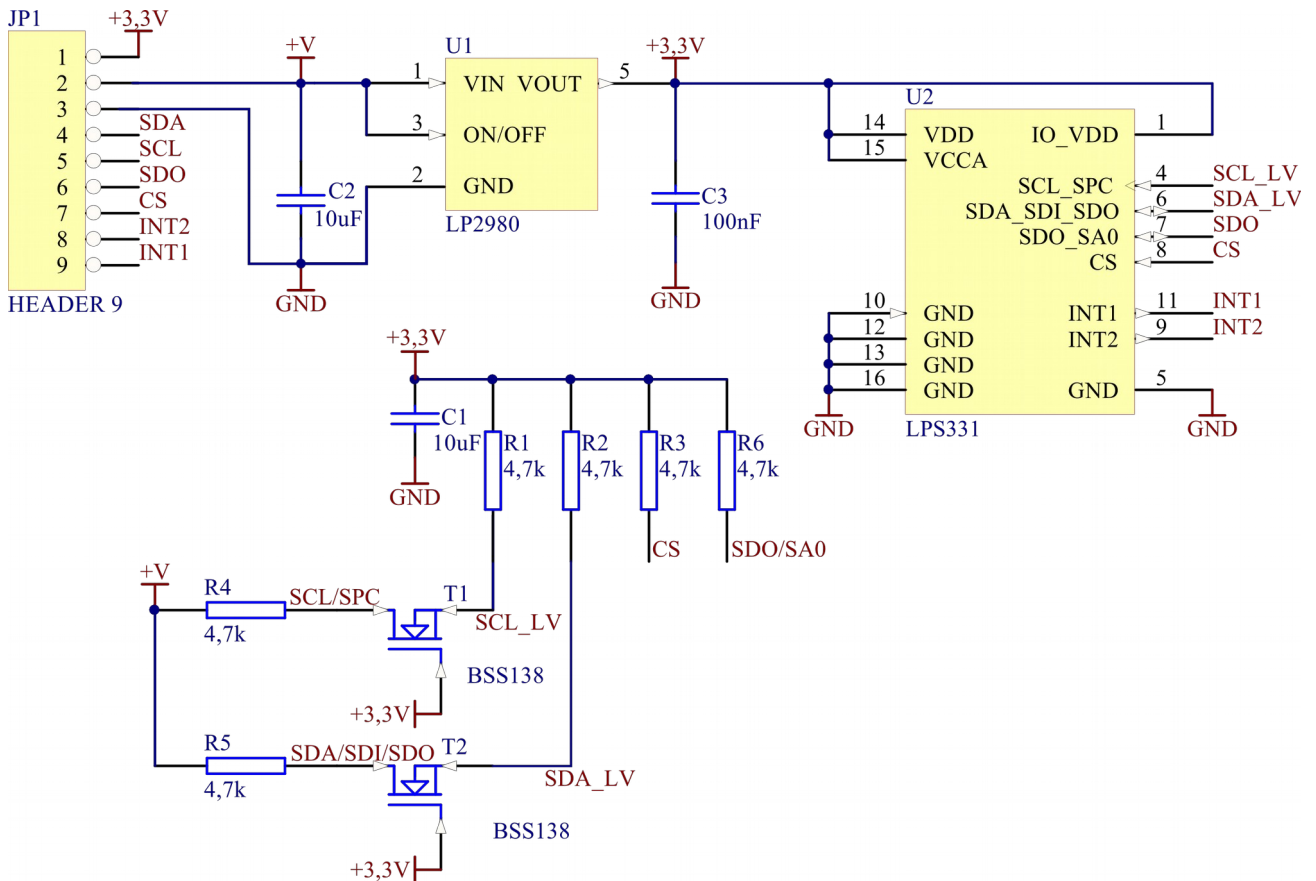 JP1
+3,3V
1
2
3
4
SDA
5
SCL
6
SDO
7
CS
8
INT2
9
INT1
HEADER 9
+V
C2
10uF
GND
U1
1
VIN VOUT
5
3
ON/OFF
2
GND
LP2980
+3,3V
C3
100nF
GND
U2
14
VDD
IO_VDD
1
15
VCCA
SCL_SPC
4
SCL_LV
SDA_SDI_SDO
6
SDA_LV
SDO_SA0
7
SDO
CS
8
CS
10
GND
INT1
11
INT1
12
GND
INT2
9
INT2
13
GND
16
GND
GND
5
GND
LPS331
GND
+3,3V
C1
10uF
GND
R1
4,7k
R2
4,7k
R3
4,7k
R6
4,7k
CS
SDO/SA0
+V
R4
4,7k
SCL/SPC
T1
SCL_LV
BSS138
+3,3V
R5
4,7k
SDA/SDI/SDO
T2
SDA_LV
BSS138
+3,3V